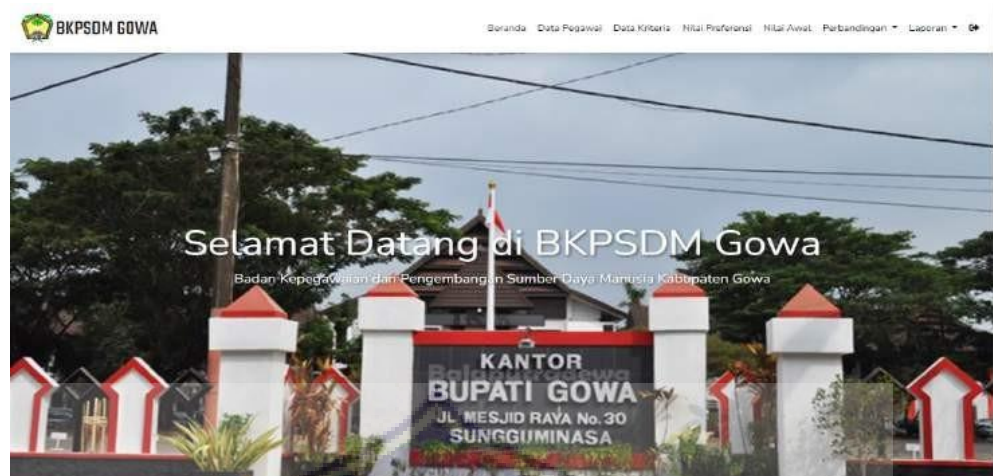 BKPSDM GOWA
Beranda Data Pegawai Data Kriteria Nilai Preferensi Nilai Awal Perbandingan Laporan
Selamat Datang di BKPSDM Gowa
Badan Kepegawaian dan Pengembangan Sumber Daya Manusia Kabupaten Gowa
KANTOR
Balaputradewa
BUPATI GOWA
JL. MESJID RAYA No. 30
SUNGGUMINASA